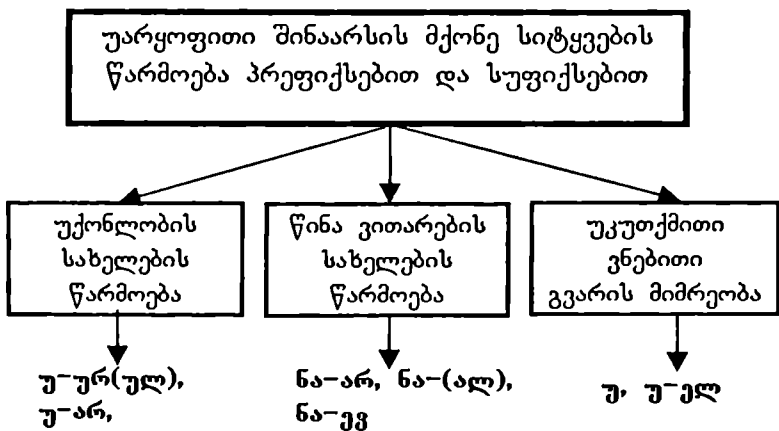 უარყოფითი შინაარსის მქონე სიტყვების
წარმოება პრეფიქსებით და სუფიქსებით
უქონლობის
სახელების
წარმოება
წინა ვითარების
სახელების
წარმოება
უკუთქმითი
ვნებითი
გვარის მიმრეობა
უ-ურ(ულ),
უ-არ,
ნა-არ, ნა-(ალ),
ნა-ევ
უ, უ-ელ